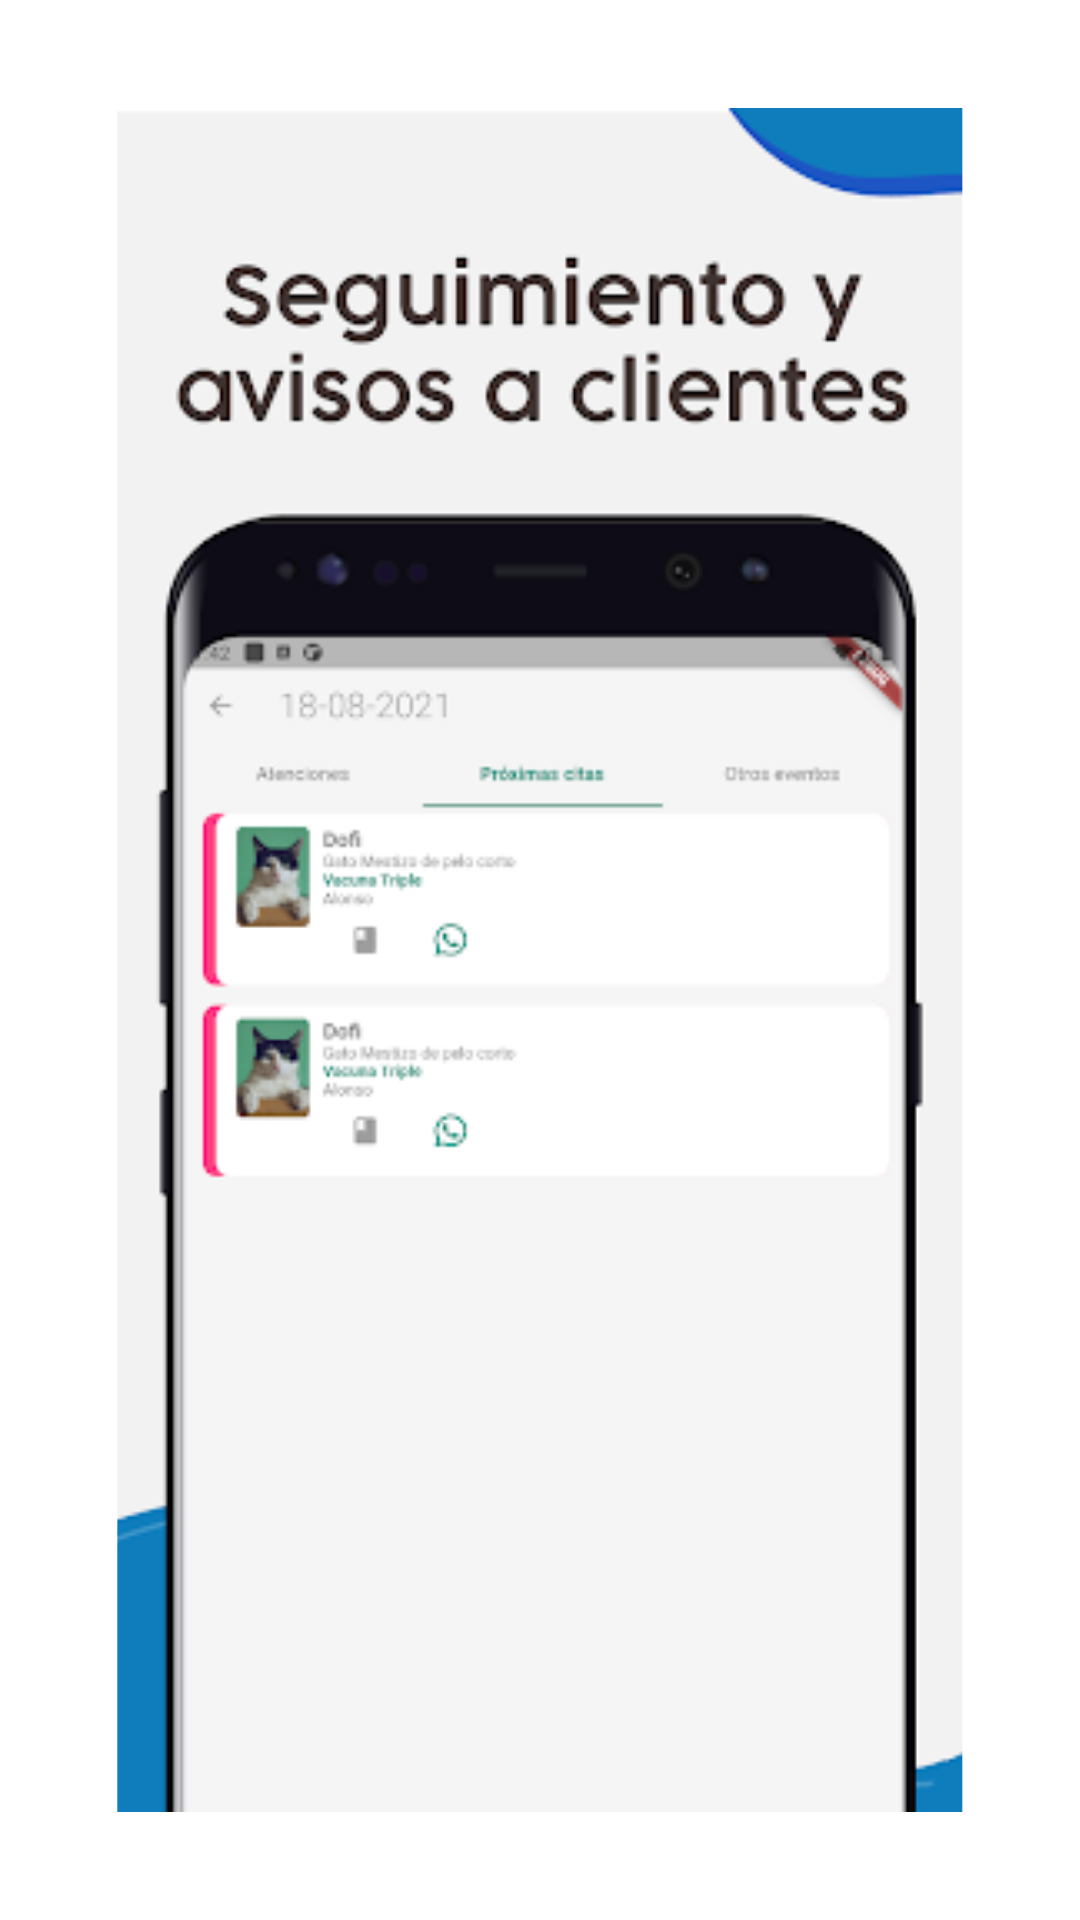 Seguimiento y
avisos a clientes
42
18-08-2021
Atenciones
Próximas citas
Otros eventos
Dofi
Gato Mestizo de pelo corto
Vacuna Triple
Alonso
Dofi
Gato Mestizo de pelo corto
Vacuna Triple
Alonso